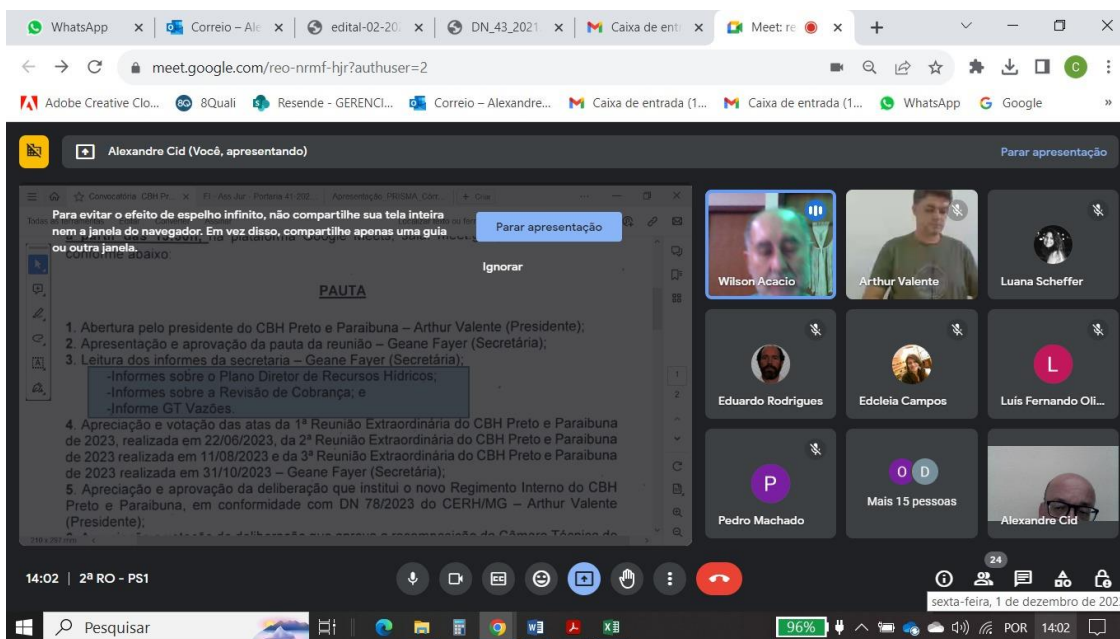 WhatsApp
Correio – Ale
edital-02-20
DN_43_2021
Caixa de ent
Meet: re
meet.google.com/reo-nrmf-hjr?authuser=2
C
Adobe Creative Clo...
8Quali
Resende - GERENCI...
Correio – Alexandre...
Caixa de entrada (1...
Caixa de entrada (1...
WhatsApp
Google
Alexandre Cid (Você, apresentando)
Parar apresentação
Convocatória CBH Pr...
Para evitar o efeito de espelho infinito, não compartilhe sua tela inteira
nem a janela do navegador. Em vez disso, compartilhe apenas uma guia
ou outra janela.
Parar apresentação
Ignorar
conforme abaixo:
PAUTA
1. Abertura pelo presidente do CBH Preto e Paraibuna – Arthur Valente (Presidente);
2. Apresentação e aprovação da pauta da reunião – Geane Fayer (Secretária);
3. Leitura dos informes da secretaria – Geane Fayer (Secretária);
-Informes sobre o Plano Diretor de Recursos Hídricos;
-Informes sobre a Revisão de Cobrança; e
-Informe GT Vazões.
4. Apreciação e votação das atas da 1ª Reunião Extraordinária do CBH Preto e Paraibuna
de 2023, realizada em 22/06/2023, da 2ª Reunião Extraordinária do CBH Preto e Paraibuna
de 2023 realizada em 11/08/2023 e da 3ª Reunião Extraordinária do CBH Preto e Paraibuna
de 2023 realizada em 31/10/2023 – Geane Fayer (Secretária);
5. Apreciação e aprovação da deliberação que institui o novo Regimento Interno do CBH
Preto e Paraibuna, em conformidade com DN 78/2023 do CERH/MG – Arthur Valente
(Presidente);
1
2
Wilson Acacio
Arthur Valente
Luana Scheffer
Eduardo Rodrigues
Edcleia Campos
L
Luís Fernando Oli...
P
Pedro Machado
O D
Mais 15 pessoas
Alexandre Cid
14:02 | 2ª RO - PS1
24
sexta-feira, 1 de dezembro de 202
Pesquisar
96%
POR
14:02